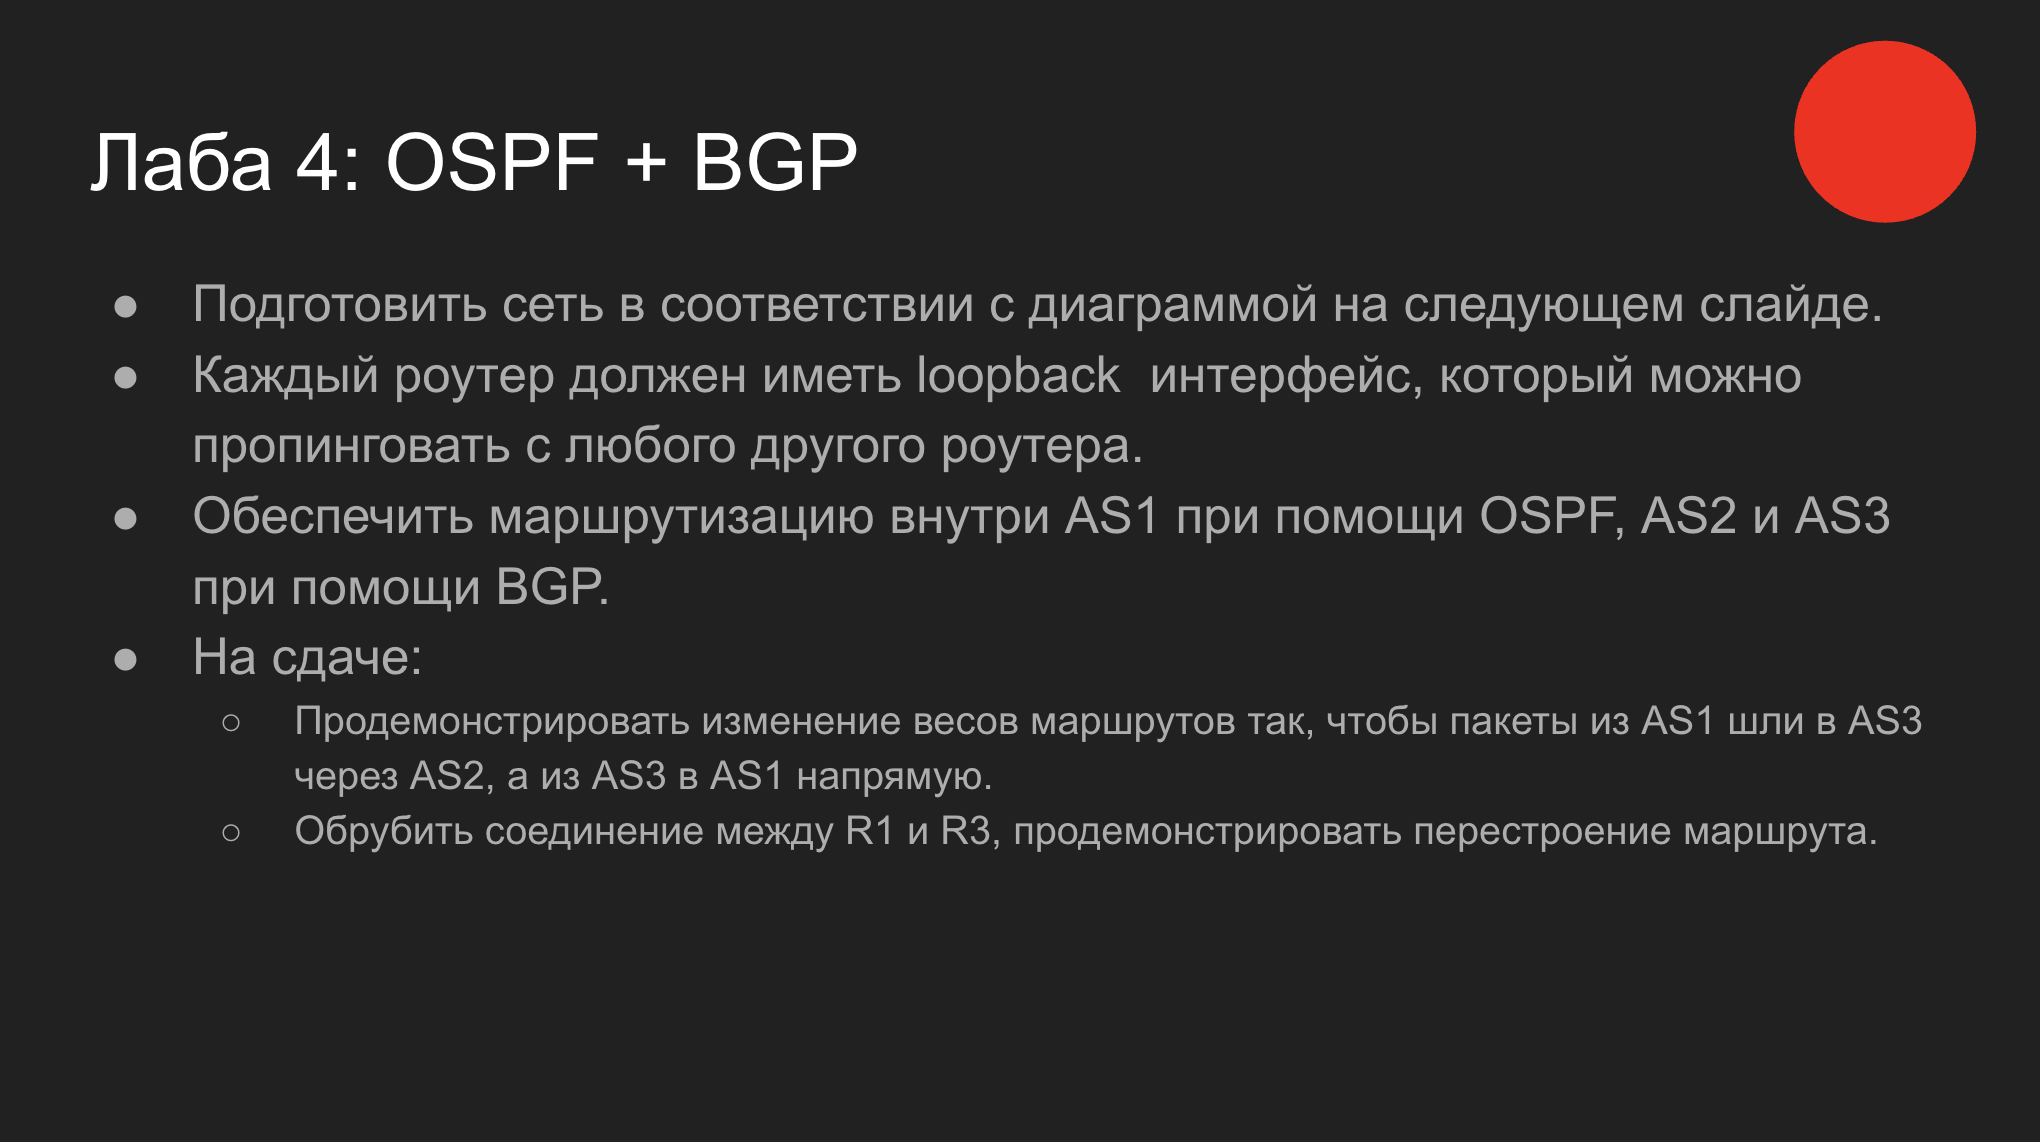 Лаба 4: OSPF + BGP
● Подготовить сеть в соответствии с диаграммой на следующем слайде.
● Каждый роутер должен иметь loopback  интерфейс, который можно
пропинговать с любого другого роутера.
● Обеспечить маршрутизацию внутри AS1 при помощи OSPF, AS2 и AS3
при помощи BGP.
● На сдаче:
○ Продемонстрировать изменение весов маршрутов так, чтобы пакеты из AS1 шли в AS3
через AS2, а из AS3 в AS1 напрямую.
○ Обрубить соединение между R1 и R3, продемонстрировать перестроение маршрута.